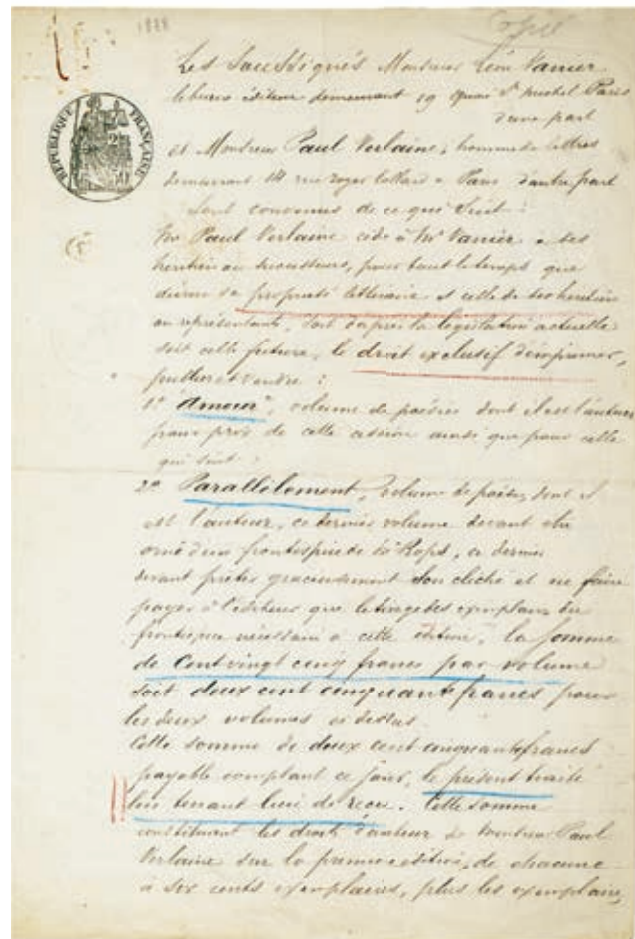 1888
Copie
RÉPUBLIQUE FRANÇAISE
Les Soussignés Monsieur Léon Vanier
libraire éditeur demeurant 19 Quai St Michel Paris
d'une part
et Monsieur Paul Verlaine, homme de lettres
demeurant 14 rue Royer Collard à Paris d'autre part
sont convenus de ce qui suit :
Mr Paul Verlaine cède à Mr Vanier à ses
héritiers ou successeurs, pour tout le temps que
durera sa propriété littéraire et celle de ses héritiers
ou représentants, soit d'après la législation actuelle
soit celle future, le droit exclusif d'imprimer,
publier et vendre :
1º "Amour", volume de poésies dont il est l'auteur
pour prix de cette cession ainsi que pour celle
qui suit :
2º Parallèlement, volume de poésies, dont il
est l'auteur, ce dernier volume devant être
orné d'un frontispice de Mr Rops, ce dernier
devant prêter gracieusement son cliché et ne faire
payer à l'éditeur que le tirage des exemplaires du
frontispice nécessaire à cette édition, la somme
de Cent vingt cinq francs par volume
soit deux cent cinquante francs pour
les deux volumes ci dessus
Cette somme de deux cent cinquante francs
payable comptant ce jour, le présent traité
lui tenant lieu de reçu. Cette somme
constituant les droits d'auteur de Monsieur Paul
Verlaine sur la première édition, de chacune
à six cents exemplaires, plus les exemplaires